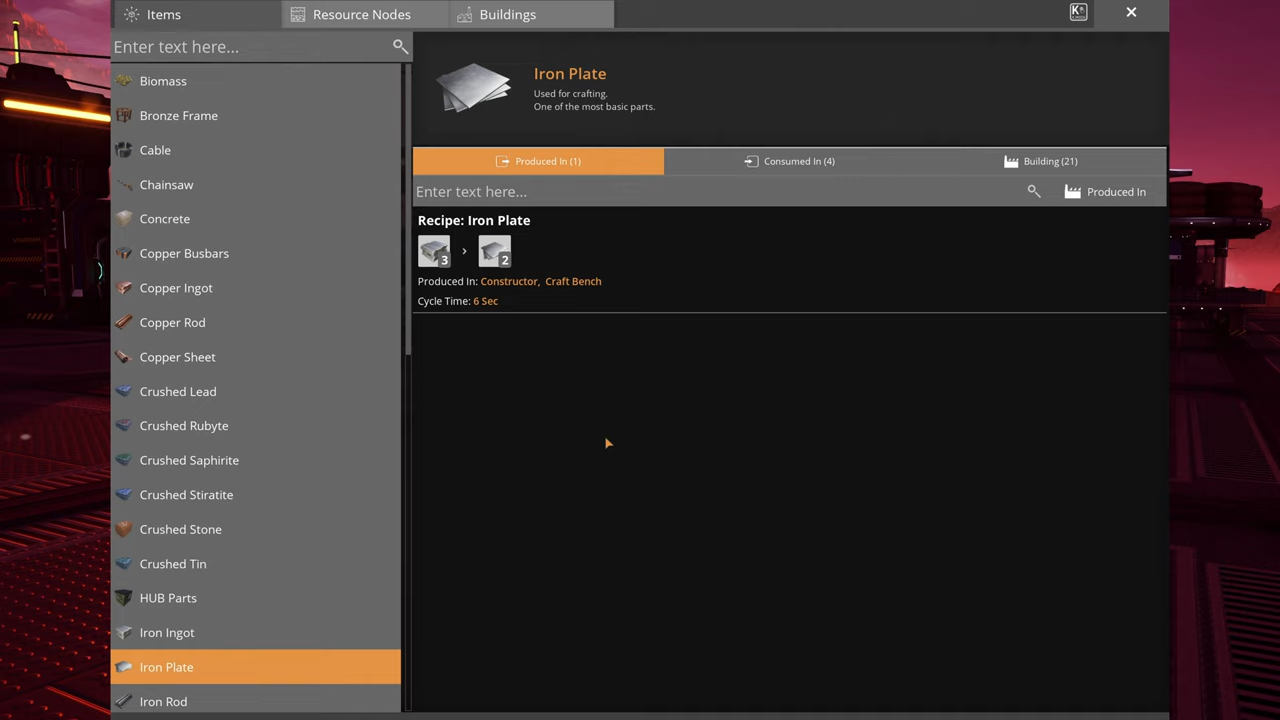 Items
Resource Nodes
Buildings
K
Enter text here...
Biomass
Bronze Frame
Cable
Chainsaw
Concrete
Copper Busbars
Copper Ingot
Copper Rod
Copper Sheet
Crushed Lead
Crushed Rubyte
Crushed Saphirite
Crushed Stiratite
Crushed Stone
Crushed Tin
HUB Parts
Iron Ingot
Iron Plate
Iron Rod
Iron Plate
Used for crafting.
One of the most basic parts.
Produced In (1)
Consumed In (4)
Building (21)
Enter text here...
Produced In
Recipe: Iron Plate
3 › 2
Produced In: Constructor, Craft Bench
Cycle Time: 6 Sec